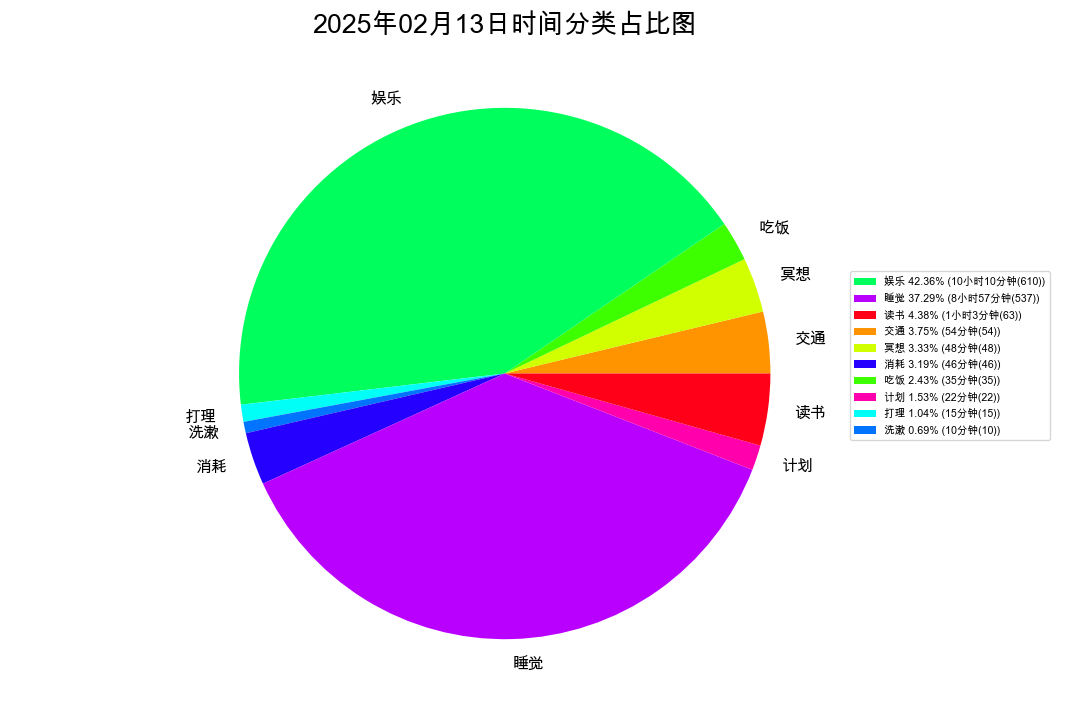 2025年02月13日时间分类占比图
娱乐
吃饭
冥想
交通
读书
计划
打理
洗漱
消耗
睡觉
娱乐 42.36% (10小时10分钟(610))
睡觉 37.29% (8小时57分钟(537))
读书 4.38% (1小时3分钟(63))
交通 3.75% (54分钟(54))
冥想 3.33% (48分钟(48))
消耗 3.19% (46分钟(46))
吃饭 2.43% (35分钟(35))
计划 1.53% (22分钟(22))
打理 1.04% (15分钟(15))
洗漱 0.69% (10分钟(10))